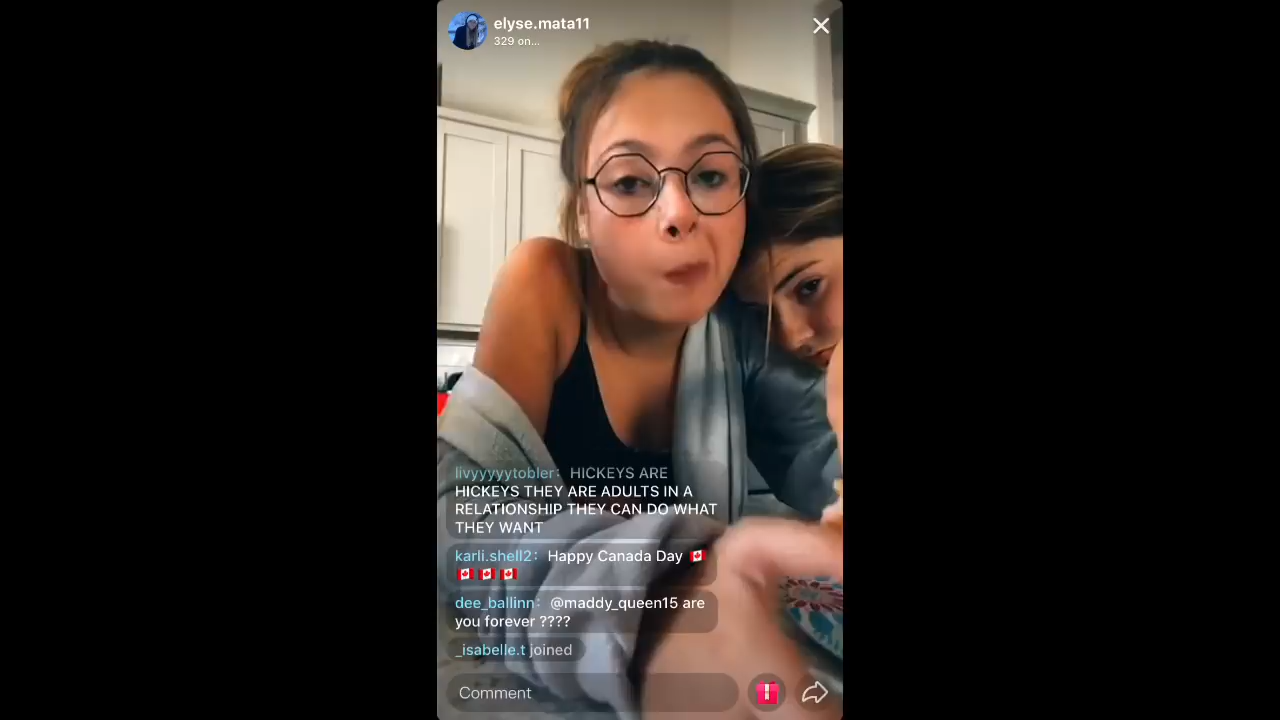 elyse.mata11
329 on...
livyyyyytobler: HICKEYS ARE
HICKEYS THEY ARE ADULTS IN A
RELATIONSHIP THEY CAN DO WHAT
THEY WANT
karli.shell2: Happy Canada Day 🇨🇦
🇨🇦 🇨🇦 🇨🇦
dee_ballinn: @maddy_queen15 are
you forever ????
_isabelle.t joined
Comment